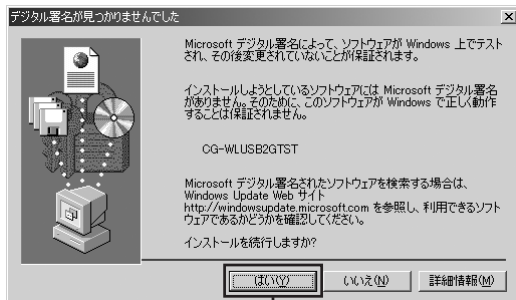 デジタル署名が見つかりませんでした
Microsoft デジタル署名によって、ソフトウェアが Windows 上でテスト
され、その後変更されていないことが保証されます。
インストールしようとしているソフトウェアには Microsoft デジタル署名
がありません。そのために、このソフトウェアが Windows で正しく動作
することは保証されません。
CG-WLUSB2GTST
Microsoft デジタル署名されたソフトウェアを検索する場合は、
Windows Update Web サイト
http://windowsupdate.microsoft.com を参照し、利用できるソフト
ウェアであるかどうかを確認してください。
インストールを続行しますか?
はい(Y) いいえ(N) 詳細情報(M)